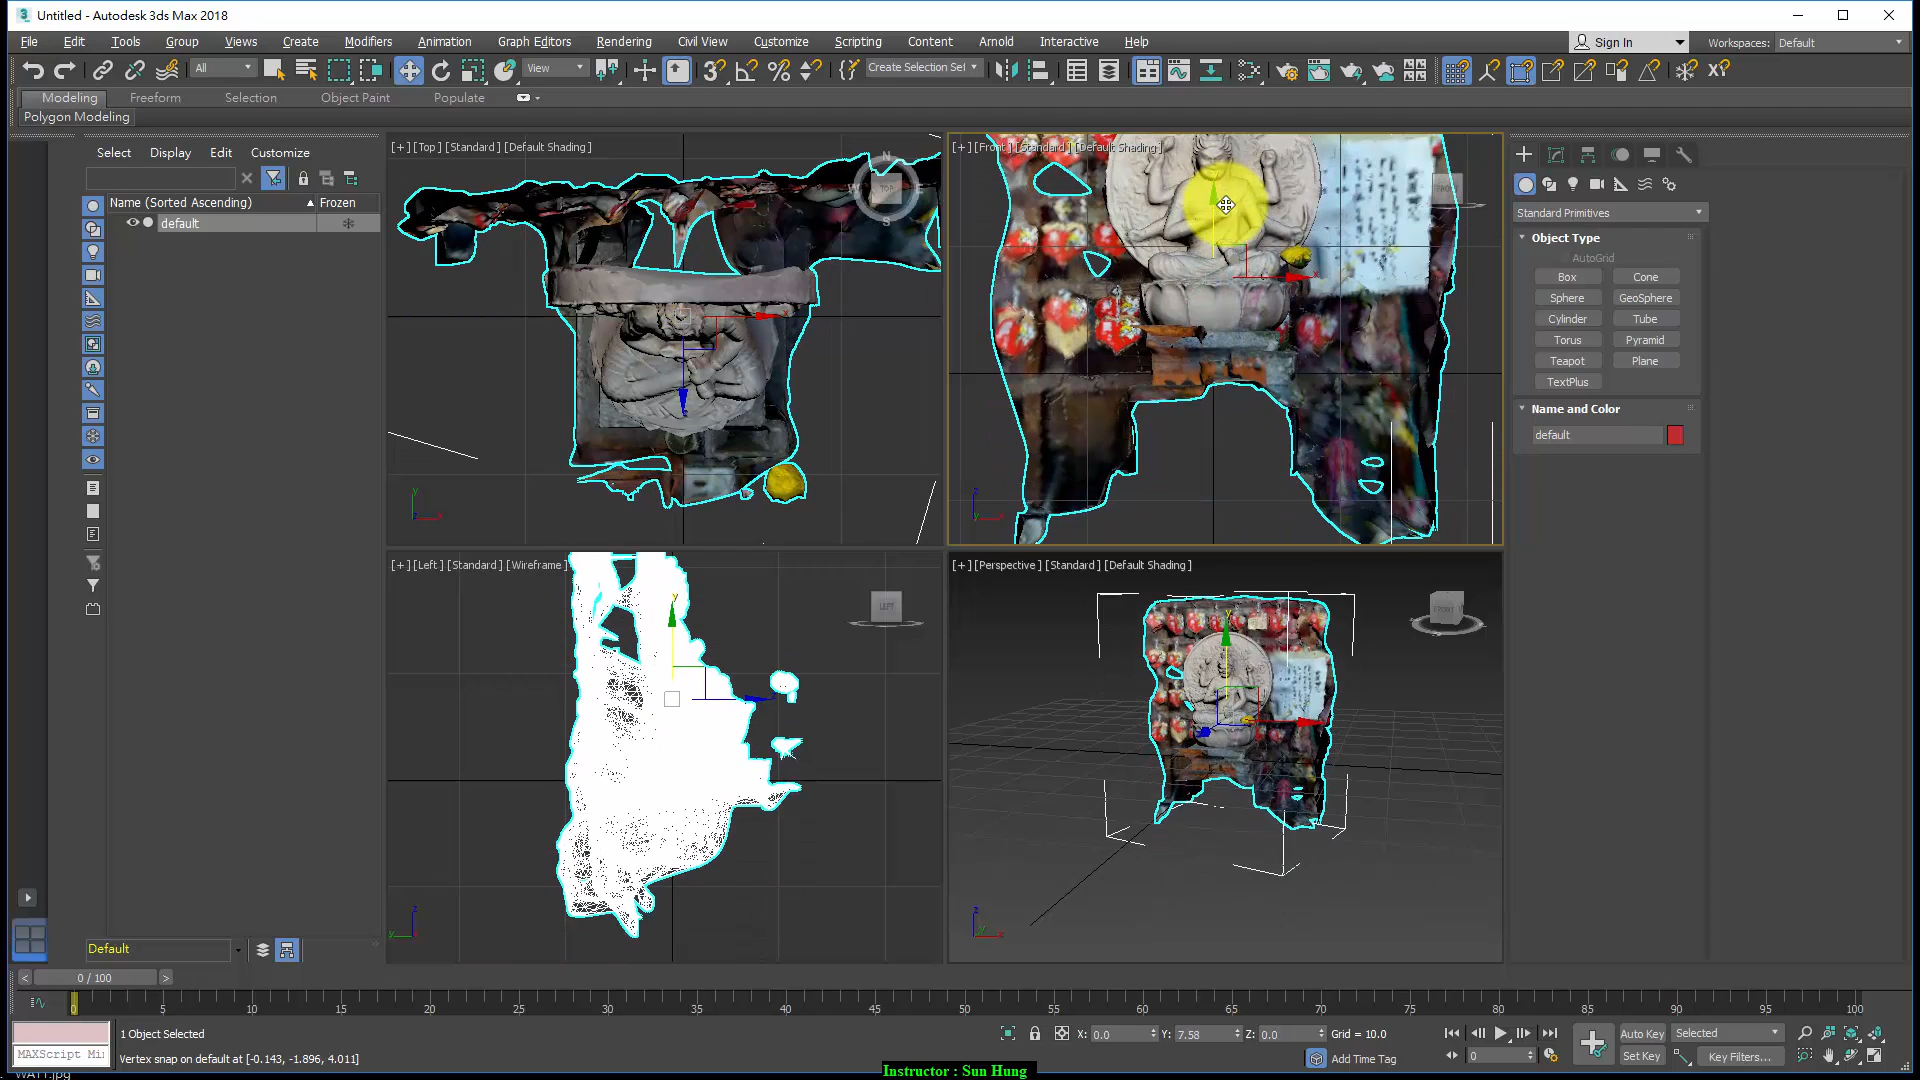 Untitled - Autodesk 3ds Max 2018
File Edit Tools Group Views Create Modifiers Animation Graph Editors Rendering Civil View Customize Scripting Content Arnold Interactive Help
Sign In
Workspaces: Default
All
View
Create Selection Set
Modeling Freeform Selection Object Paint Populate
Polygon Modeling
Select Display Edit Customize
Name (Sorted Ascending) Frozen
default
[+] [Top] [Standard] [Default Shading]
[+] [Front] [Standard] [Default Shading]
TOP
N
S
Standard Primitives
Object Type
AutoGrid
Box Cone
Sphere GeoSphere
Cylinder Tube
Torus Pyramid
Teapot Plane
TextPlus
Name and Color
default
[+] [Left] [Standard] [Wireframe]
[+] [Perspective] [Standard] [Default Shading]
LEFT
FRONT
Default
0 / 100
0 5 10 15 20 25 30 35 40 45 50 55 60 65 70 75 80 85 90 95 100
1 Object Selected
X: 0.0 Y: 7.58 Z: 0.0 Grid = 10.0
Auto Key Selected
MAXScript Mi
Vertex snap on default at [-0.143, -1.896, 4.011]
Add Time Tag
0
Set Key Key Filters...
Instructor : Sun Hung